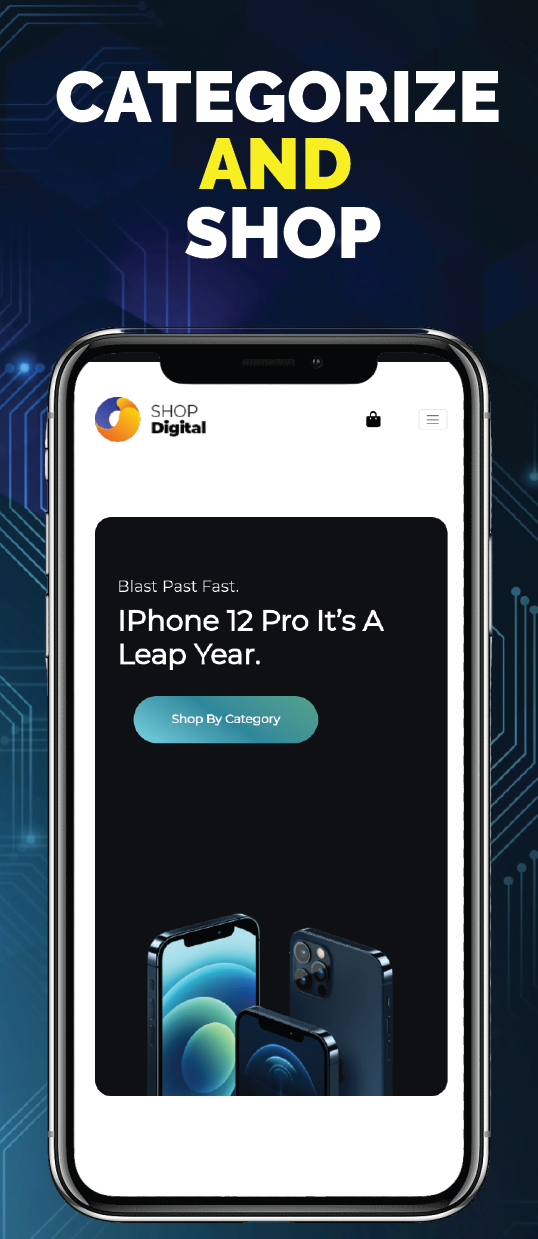 CATEGORIZE
AND
SHOP
SHOP
Digital
Blast Past Fast.
IPhone 12 Pro It’s A
Leap Year.
Shop By Category